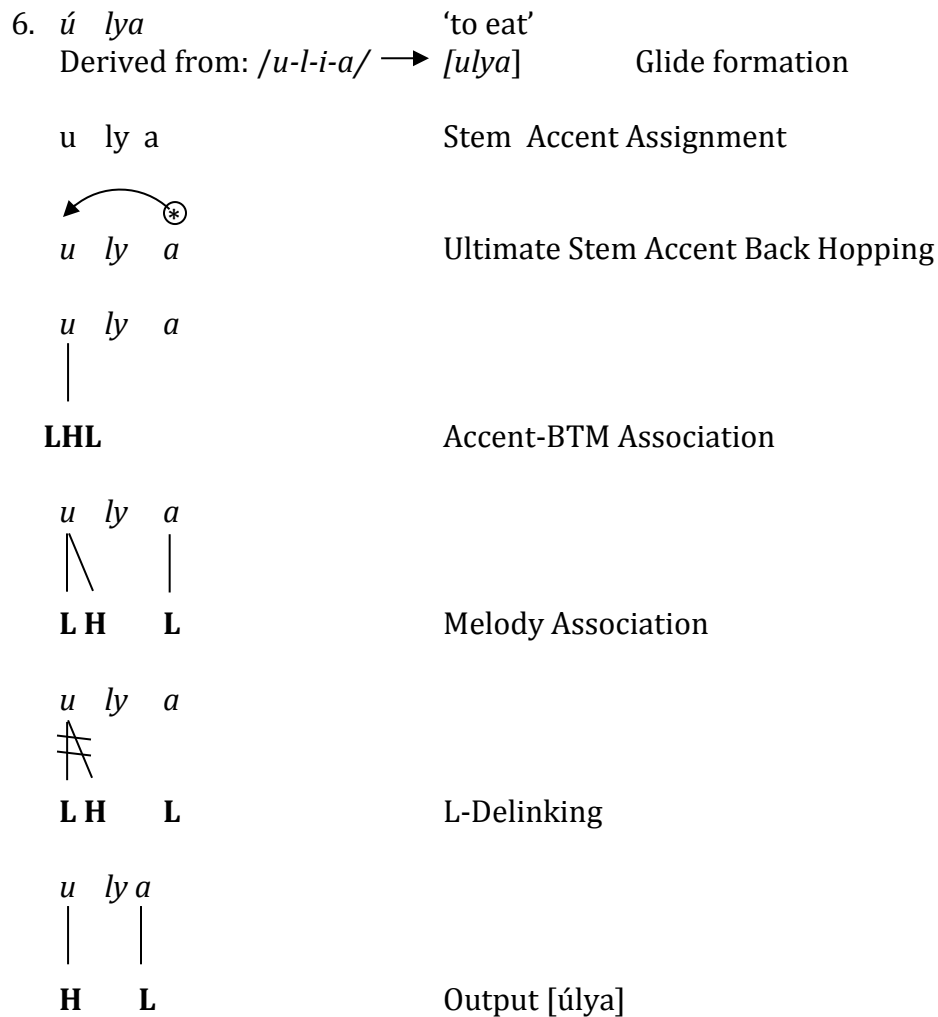 6. ú lya ‘to eat’
Derived from: /u-l-i-a/ → [ulya] Glide formation
u ly a Stem Accent Assignment
*
u ly a Ultimate Stem Accent Back Hopping
u ly a
LHL Accent-BTM Association
u ly a
L H L Melody Association
u ly a
L H L L-Delinking
u ly a
H L Output [úlya]